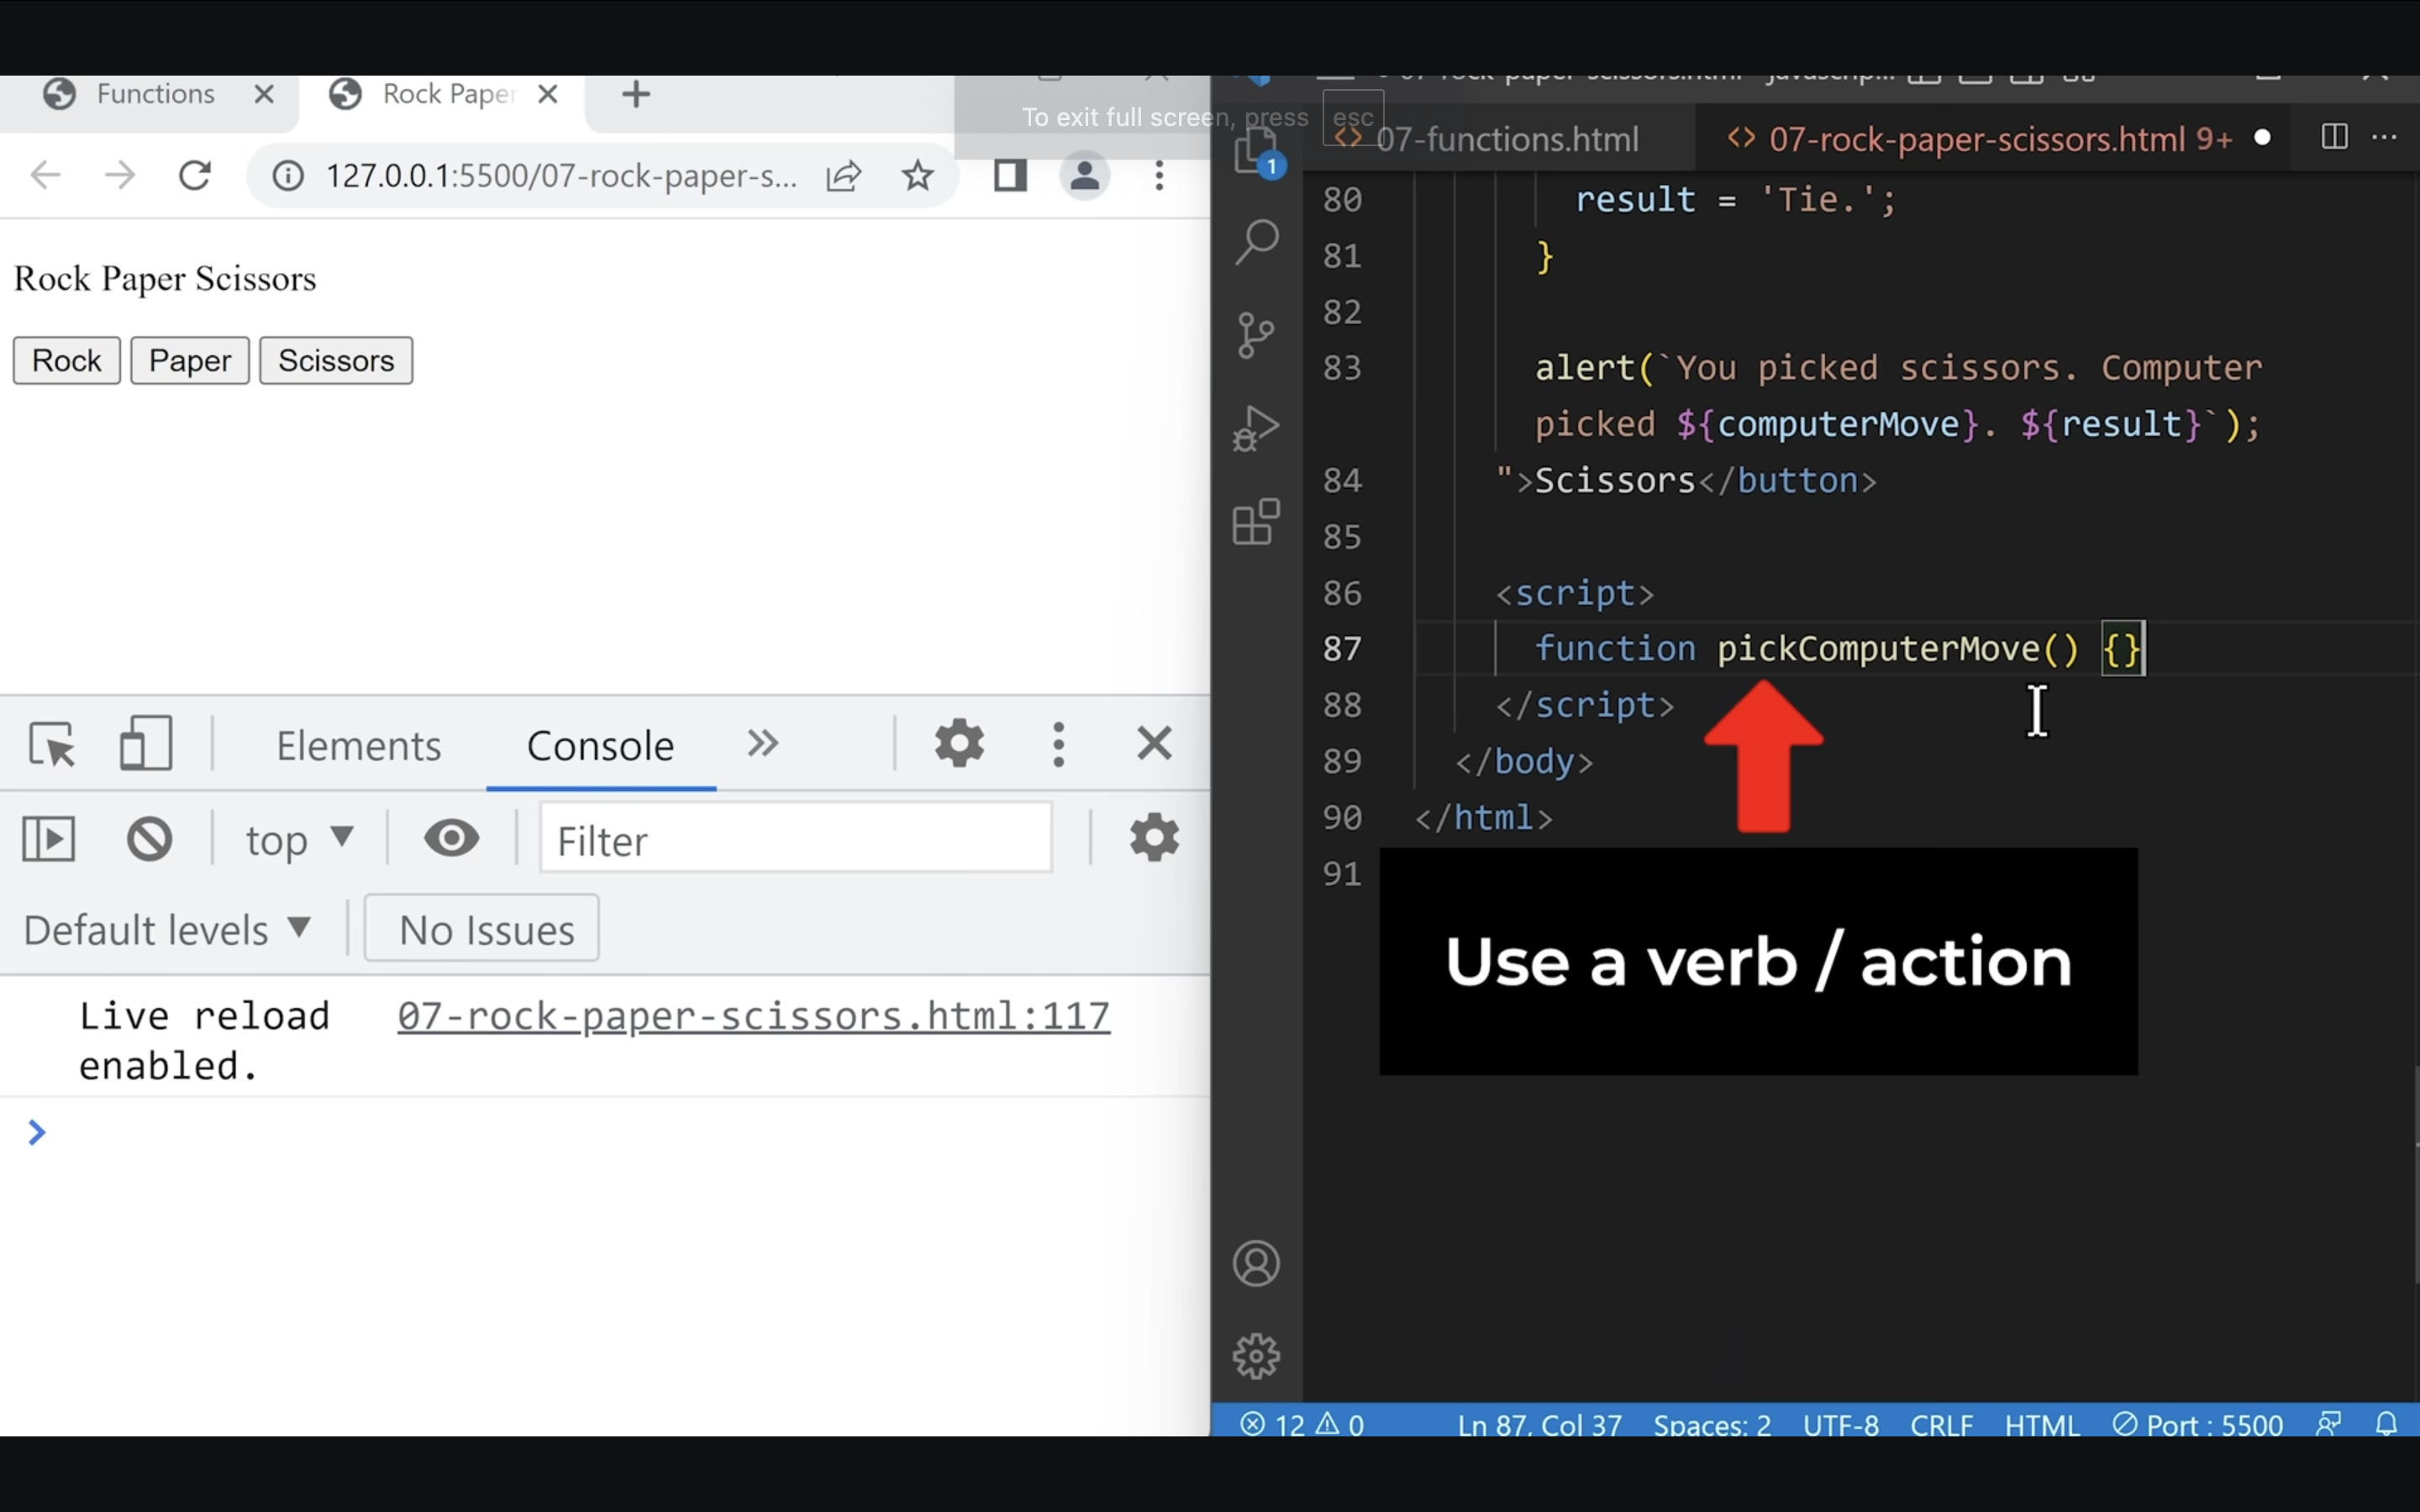 Functions
Rock Paper
To exit full screen, press esc
127.0.0.1:5500/07-rock-paper-s...
Rock Paper Scissors
Rock
Paper
Scissors
Elements
Console
top
Filter
Default levels
No Issues
Live reload enabled.
07-rock-paper-scissors.html:117
07-functions.html
07-rock-paper-scissors.html 9+
1
80 result = 'Tie.';
81 }
82
83 alert(`You picked scissors. Computer
picked ${computerMove}. ${result}`);
84 ">Scissors</button>
85
86 <script>
87 function pickComputerMove() {}
88 </script>
89 </body>
90 </html>
91
Use a verb / action
12 0 Ln 87, Col 37 Spaces: 2 UTF-8 CRLF HTML Port : 5500